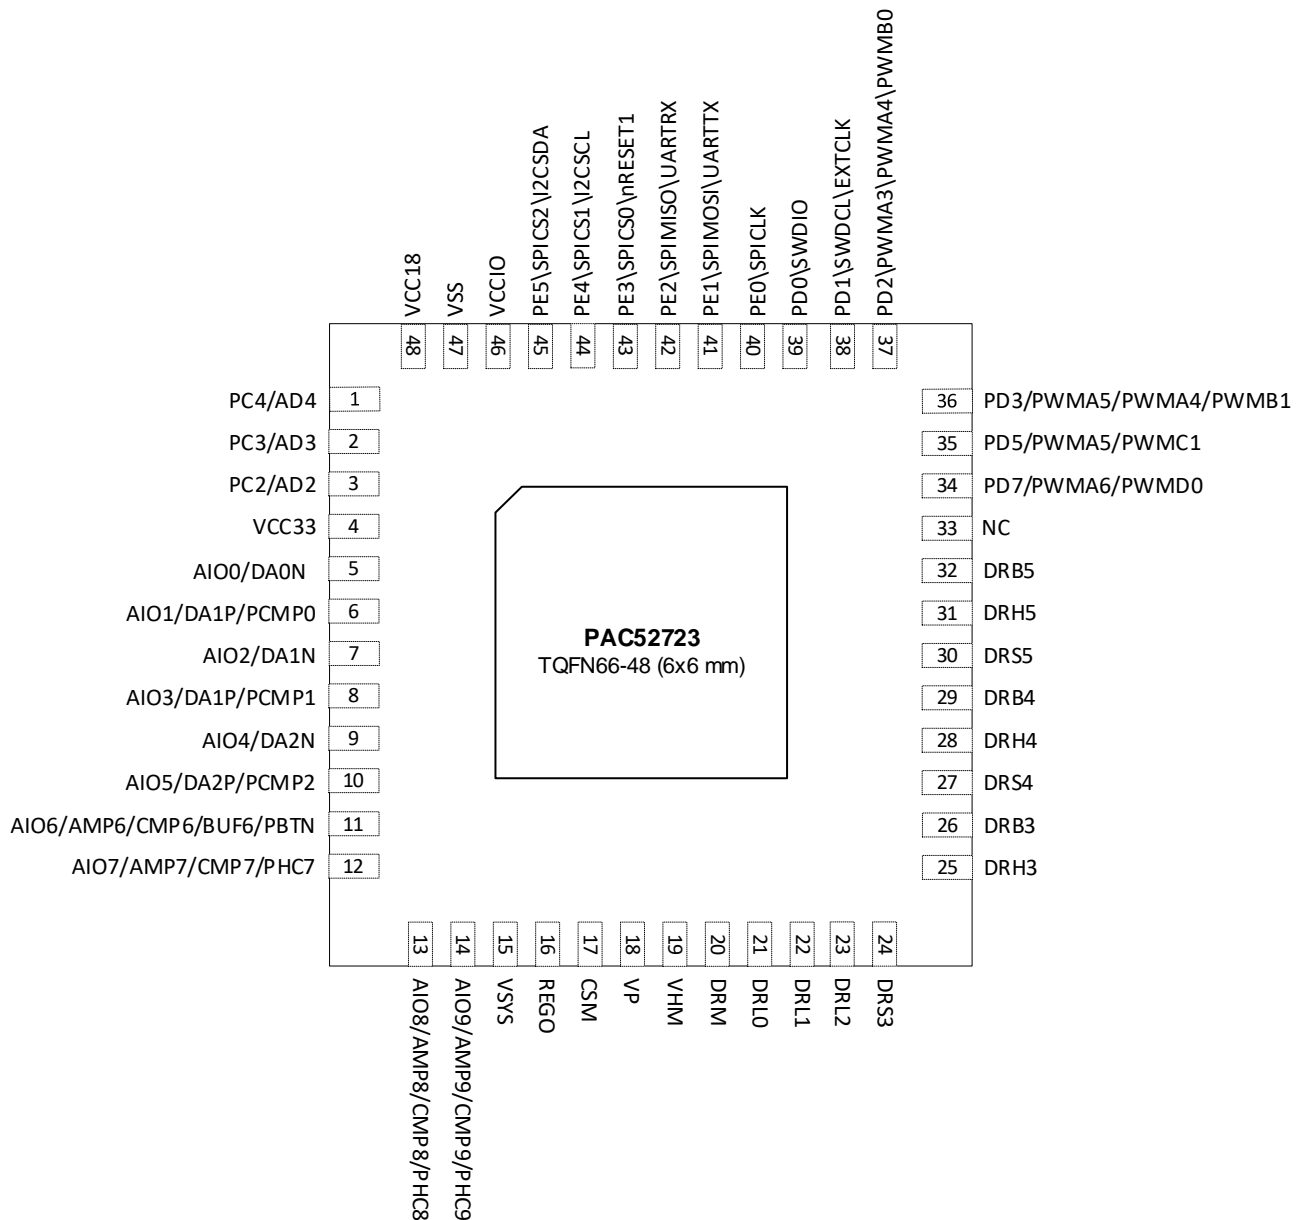 VCC18
VSS
VCCIO
PE5\SPICS2\I2CSDA
PE4\SPICS1\I2CSCL
PE3\SPICS0\nRESET1
PE2\SPIMISO\UARTRX
PE1\SPIMOSI\UARTTX
PE0\SPICLK
PD0\SWDIO
PD1\SWDCL\EXTCLK
PD2\PWMA3\PWMA4\PWMB0
48 47 46 45 44 43 42 41 40 39 38 37
PC4/AD4 1
PC3/AD3 2
PC2/AD2 3
VCC33 4
AIO0/DA0N 5
AIO1/DA1P/PCMP0 6
AIO2/DA1N 7
AIO3/DA1P/PCMP1 8
AIO4/DA2N 9
AIO5/DA2P/PCMP2 10
AIO6/AMP6/CMP6/BUF6/PBTN 11
AIO7/AMP7/CMP7/PHC7 12
PAC52723
TQFN66-48 (6x6 mm)
36 PD3/PWMA5/PWMA4/PWMB1
35 PD5/PWMA5/PWMC1
34 PD7/PWMA6/PWMD0
33 NC
32 DRB5
31 DRH5
30 DRS5
29 DRB4
28 DRH4
27 DRS4
26 DRB3
25 DRH3
13 14 15 16 17 18 19 20 21 22 23 24
AIO8/AMP8/CMP8/PHC8
AIO9/AMP9/CMP9/PHC9
VSYS
REGO
CSM
VP
VHM
DRM
DRL0
DRL1
DRL2
DRS3